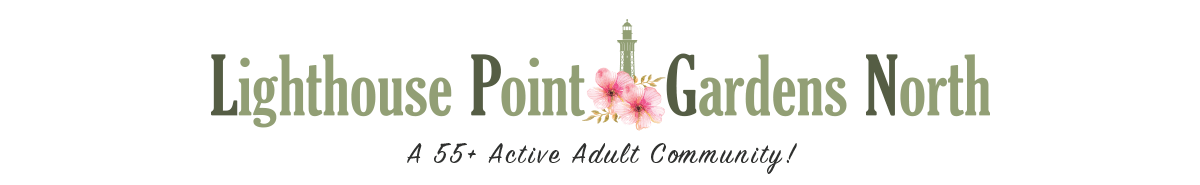 Lighthouse Point Gardens North
A 55+ Active Adult Community!